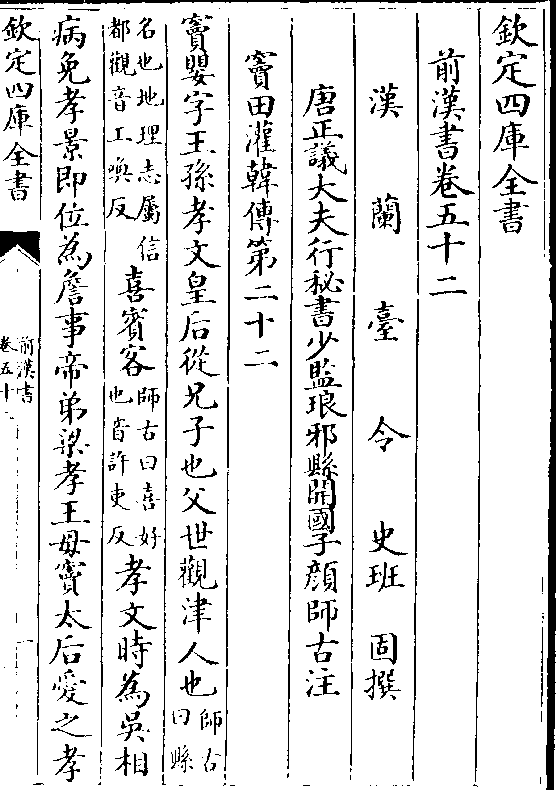 欽定四庫全書
前漢書卷五十二
漢蘭臺令史班固撰
唐正議大夫行秘書少監琅邪縣開國子顔師古注
竇田灌韓傳第二十二
竇嬰字王孫孝文皇后從兄子也父世觀津人也師古曰縣
名也地理志屬信都觀音工喚反喜賓客師古曰喜好也音許吏反孝文時為吳相
病免孝景即位為詹事帝弟梁孝王母竇太后愛之孝
欽定四庫全書
前漢書
卷五十二
一